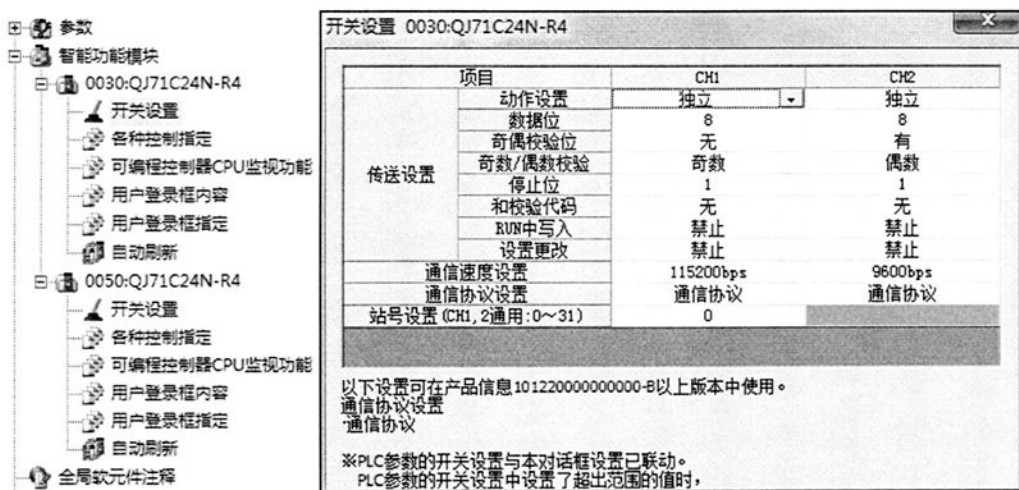 参数
智能功能模块
0030:QJ71C24N-R4
开关设置
各种控制指定
可编程控制器CPU监视功能
用户登录框内容
用户登录框指定
自动刷新
0050:QJ71C24N-R4
开关设置
各种控制指定
可编程控制器CPU监视功能
用户登录框内容
用户登录框指定
自动刷新
全局软元件注释
开关设置 0030:QJ71C24N-R4
项目 CH1 CH2
传送设置
动作设置 独立 独立
数据位 8 8
奇偶校验位 无 有
奇数/偶数校验 奇数 偶数
停止位 1 1
和校验代码 无 无
RUN中写入 禁止 禁止
设置更改 禁止 禁止
通信速度设置 115200bps 9600bps
通信协议设置 通信协议 通信协议
站号设置(CH1,2通用:0～31) 0
以下设置可在产品信息101220000000000-B以上版本中使用。
通信协议设置
·通信协议
※PLC参数的开关设置与本对话框设置已联动。
PLC参数的开关设置中设置了超出范围的值时，